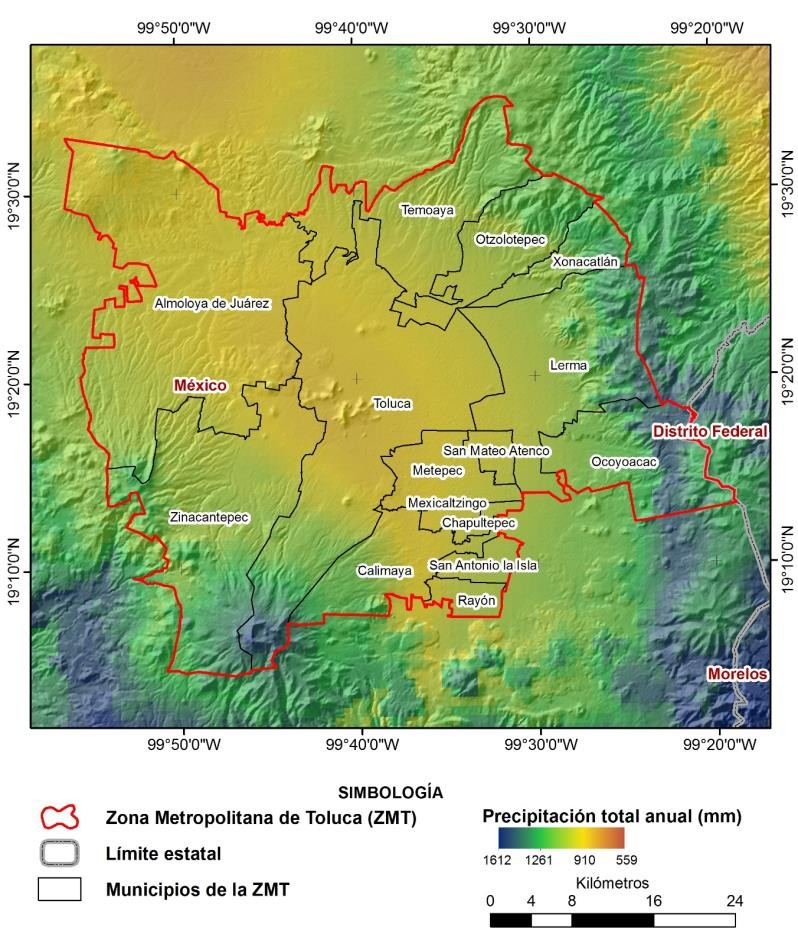 99°50'0"W 99°40'0"W 99°30'0"W 99°20'0"W
19°30'0"N 19°30'0"N
Temoaya
Otzolotepec
Xonacatlán
Almoloya de Juárez
19°20'0"N 19°20'0"N
Lerma
México
Toluca
Distrito Federal
San Mateo Atenco
Ocoyoacac
Metepec
Mexicaltzingo
Zinacantepec
Chapultepec
19°10'0"N 19°10'0"N
San Antonio la Isla
Calimaya
Rayón
Morelos
99°50'0"W 99°40'0"W 99°30'0"W 99°20'0"W
SIMBOLOGÍA
Zona Metropolitana de Toluca (ZMT)
Límite estatal
Municipios de la ZMT
Precipitación total anual (mm)
1612 1261 910 559
Kilómetros
0 4 8 16 24